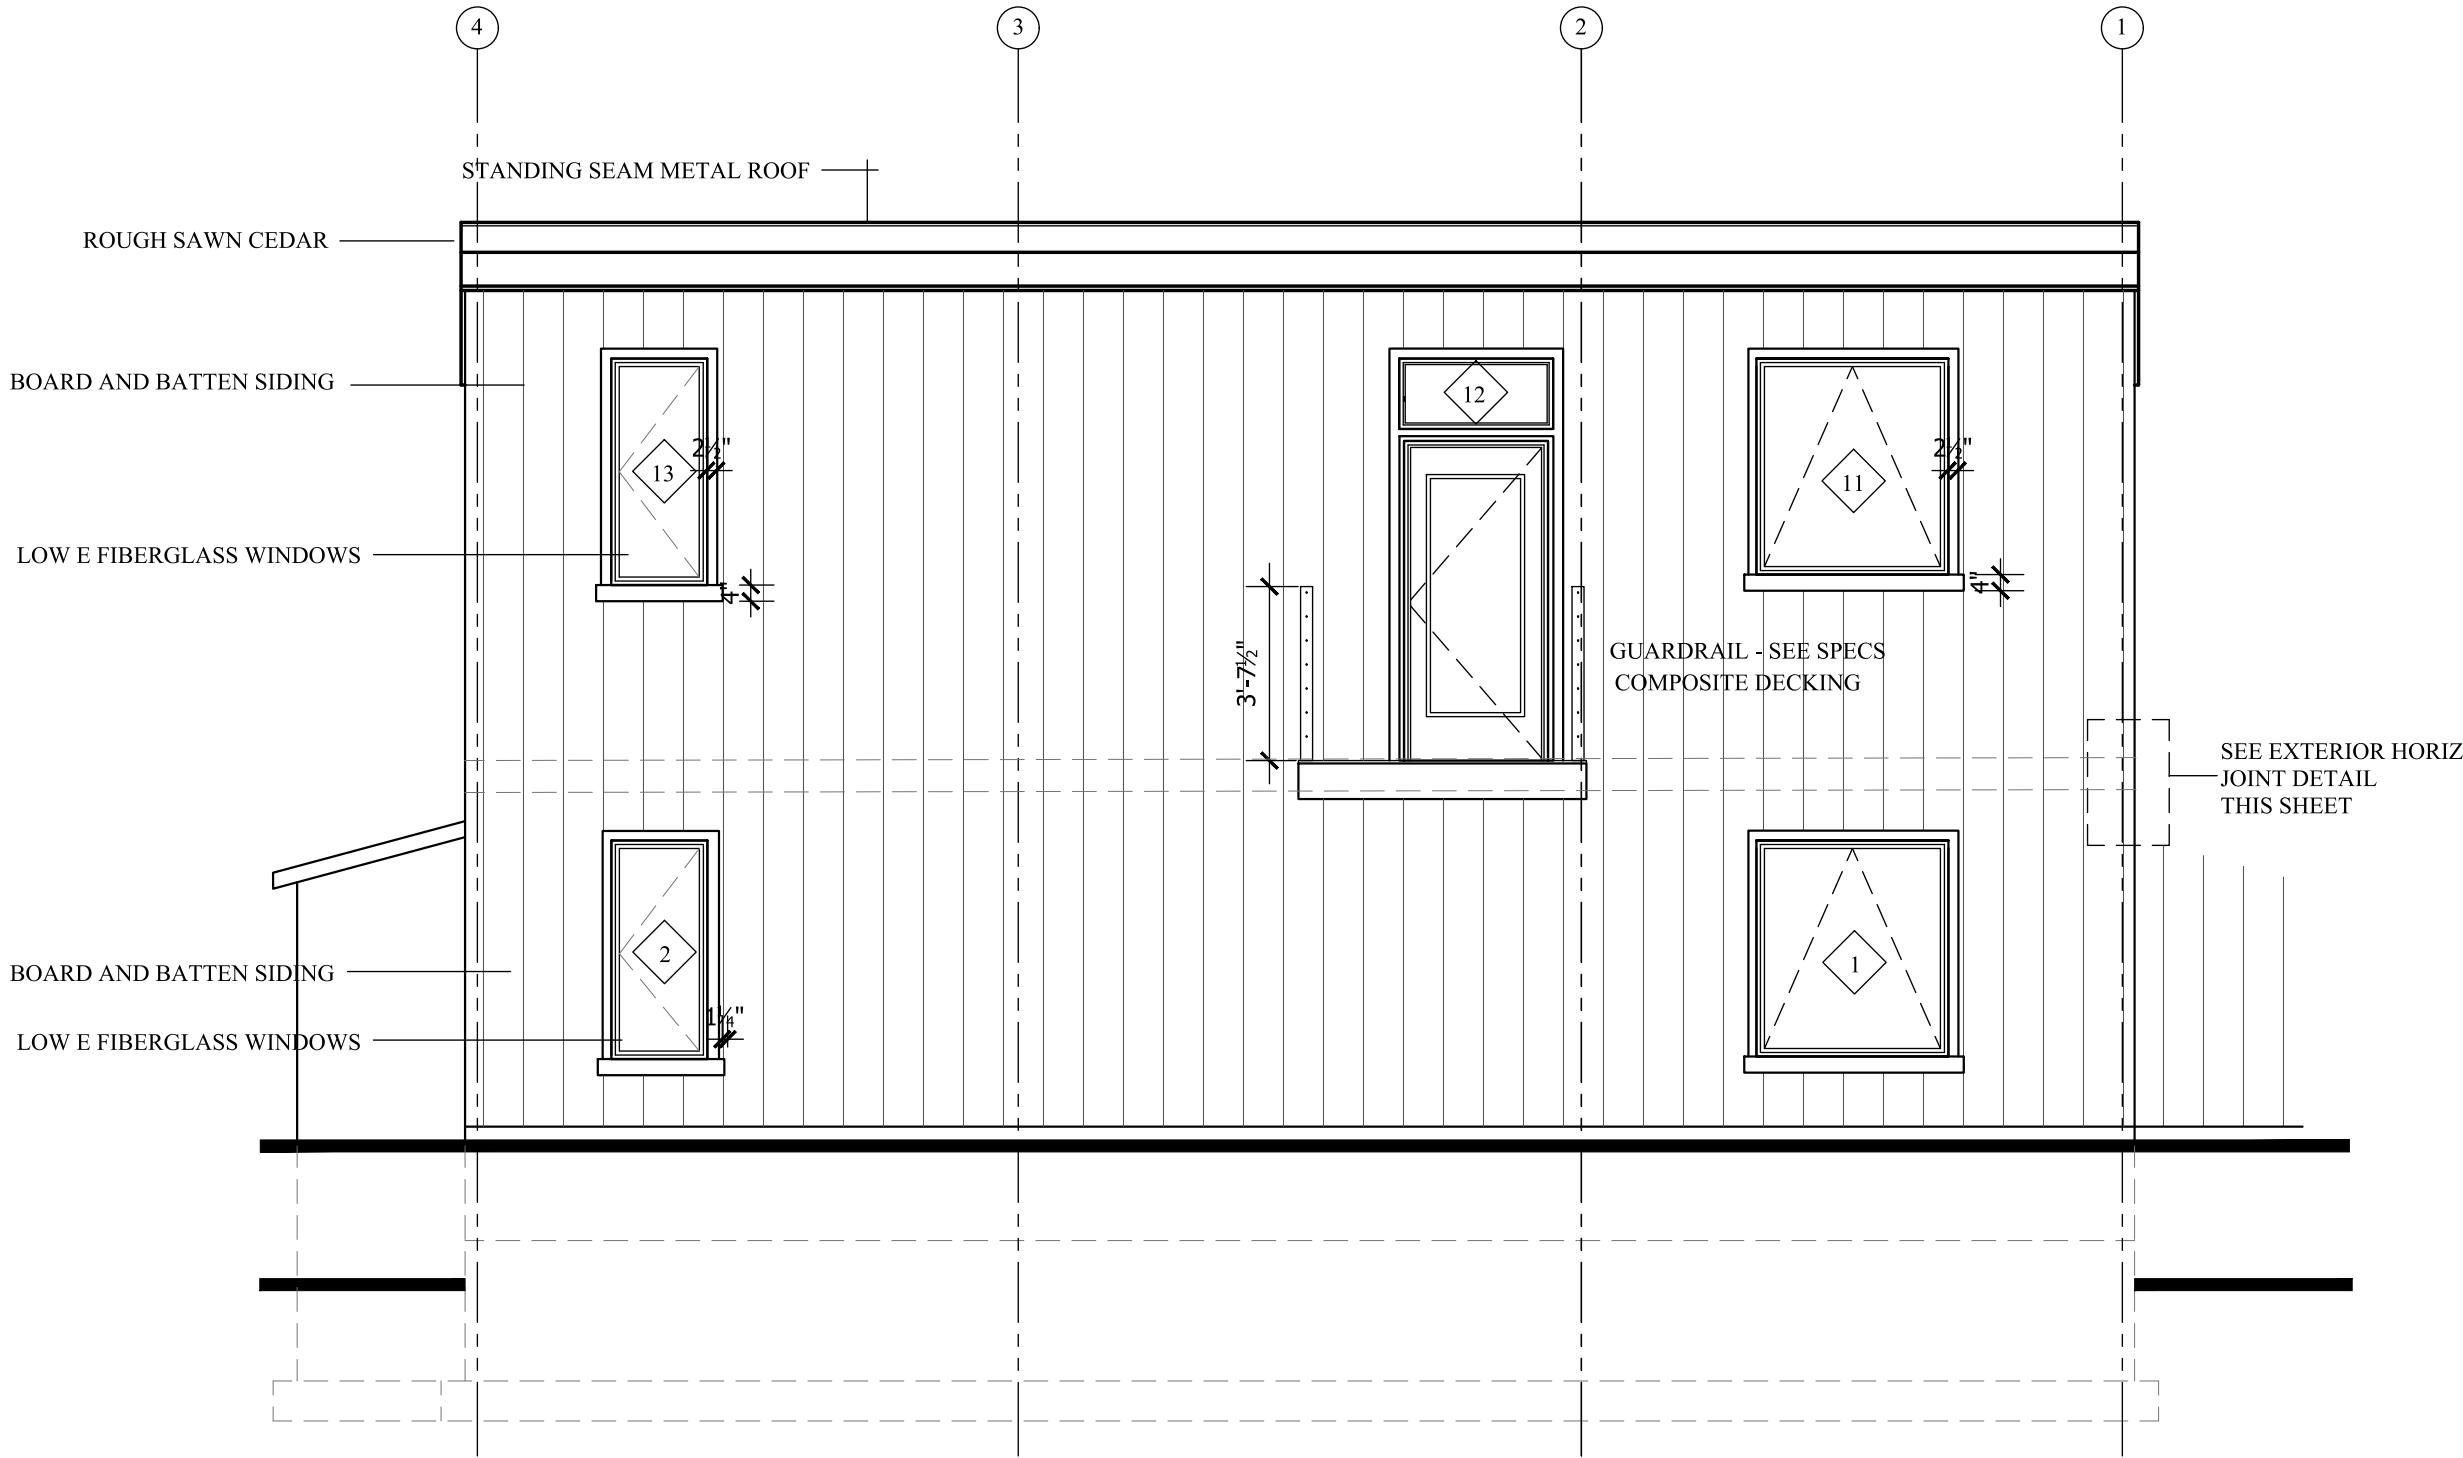 4
3
2
1
STANDING SEAM METAL ROOF
ROUGH SAWN CEDAR
BOARD AND BATTEN SIDING
12
2½"
2½"
13
11
LOW E FIBERGLASS WINDOWS
4"
4"
3'-7½"
GUARDRAIL - SEE SPECS
COMPOSITE DECKING
SEE EXTERIOR HORIZ
JOINT DETAIL
THIS SHEET
2
1
BOARD AND BATTEN SIDING
1¼"
LOW E FIBERGLASS WINDOWS